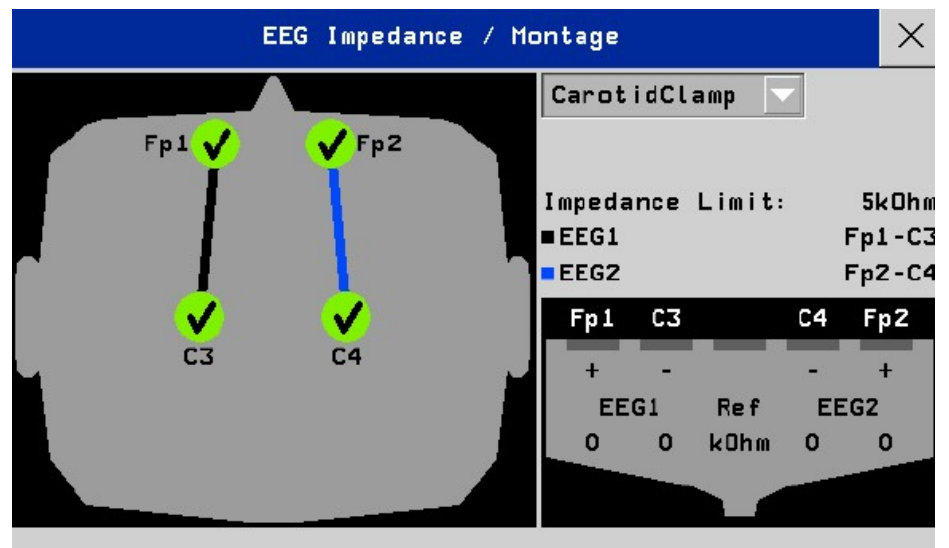 EEG Impedance / Montage
CarotidClamp
Fp1 Fp2
C3 C4
Impedance Limit: 5kOhm
EEG1 Fp1-C3
EEG2 Fp2-C4
Fp1 C3 C4 Fp2
+ - - +
EEG1 Ref EEG2
0 0 kOhm 0 0